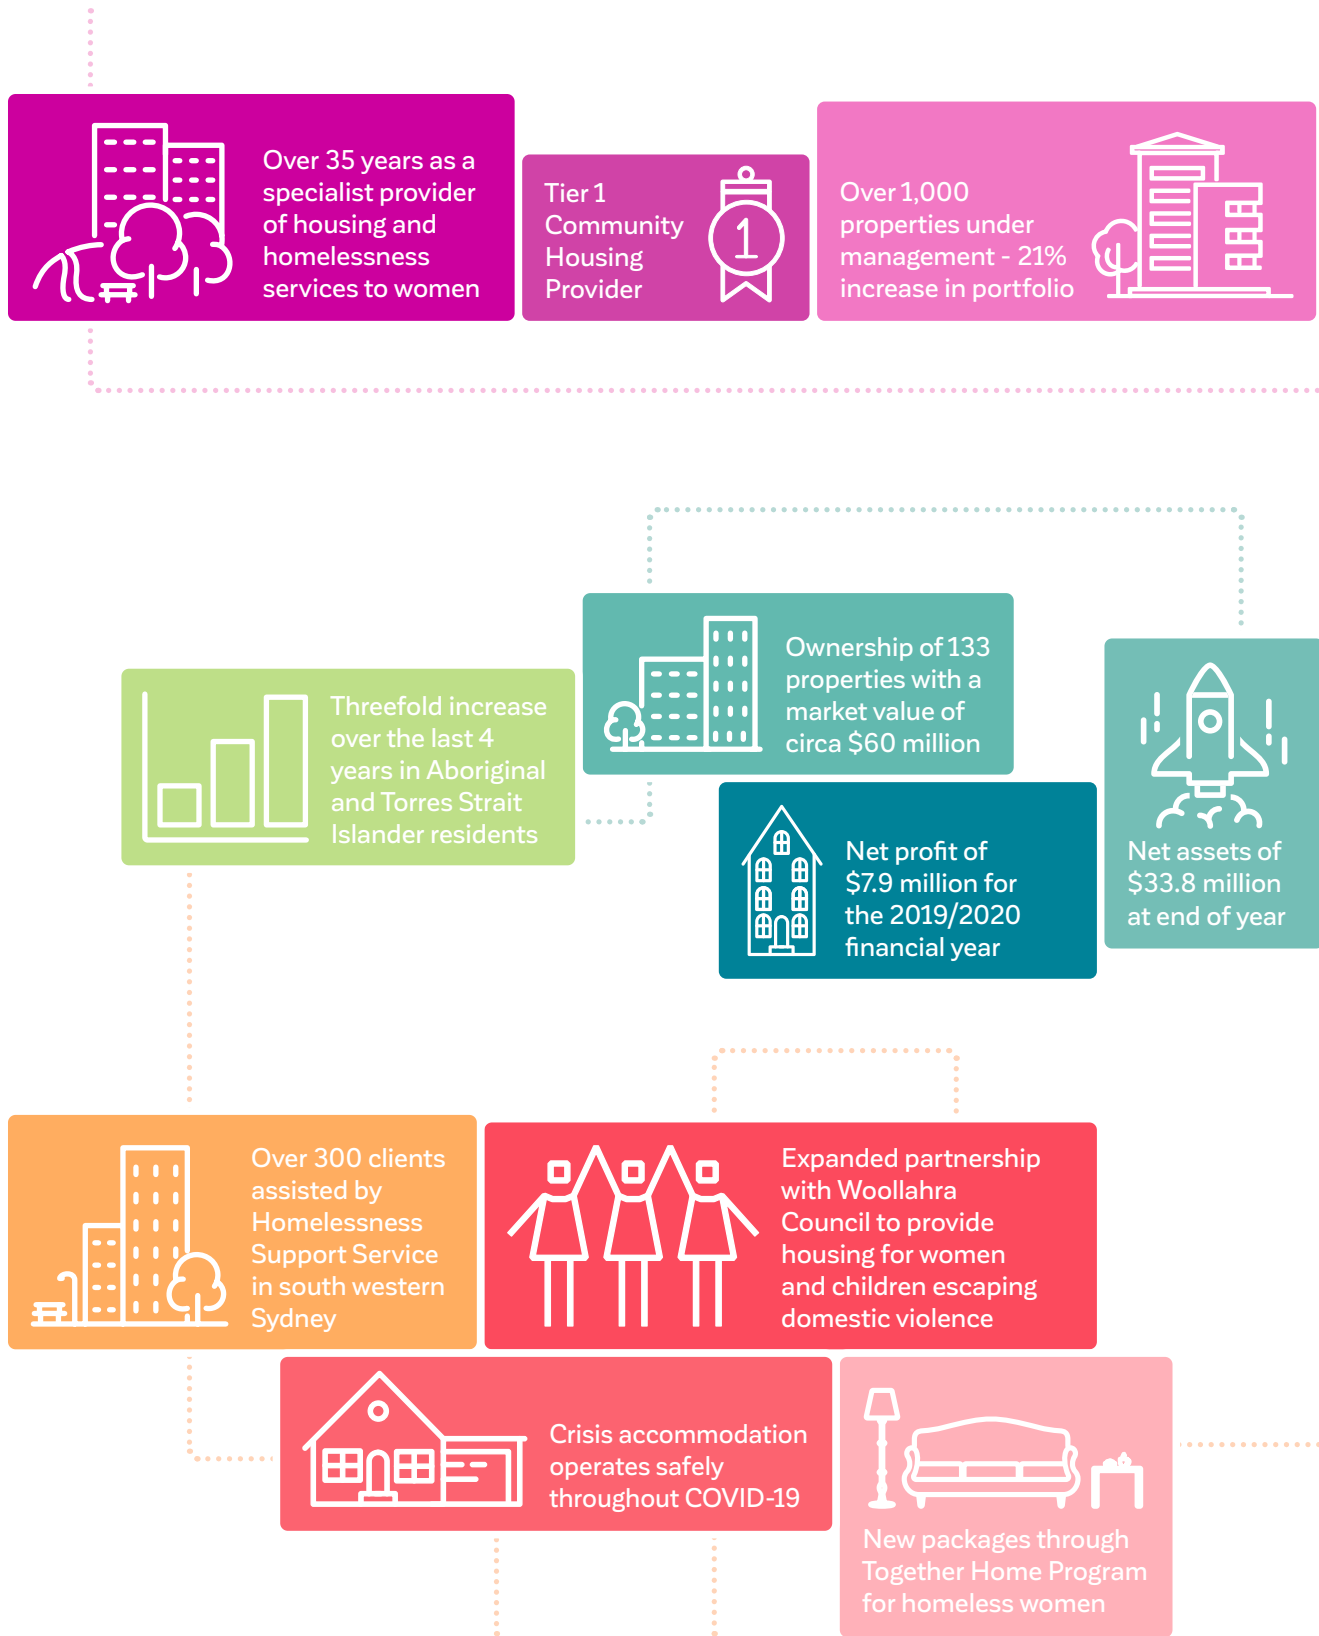 Over 35 years as a
specialist provider
of housing and
homelessness
services to women
Tier 1
Community
Housing
Provider
1
Over 1,000
properties under
management - 21%
increase in portfolio
Threefold increase
over the last 4
years in Aboriginal
and Torres Strait
Islander residents
Ownership of 133
properties with a
market value of
circa $60 million
Net profit of
$7.9 million for
the 2019/2020
financial year
Net assets of
$33.8 million
at end of year
Over 300 clients
assisted by
Homelessness
Support Service
in south western
Sydney
Expanded partnership
with Woollahra
Council to provide
housing for women
and children escaping
domestic violence
Crisis accommodation
operates safely
throughout COVID-19
New packages through
Together Home Program
for homeless women